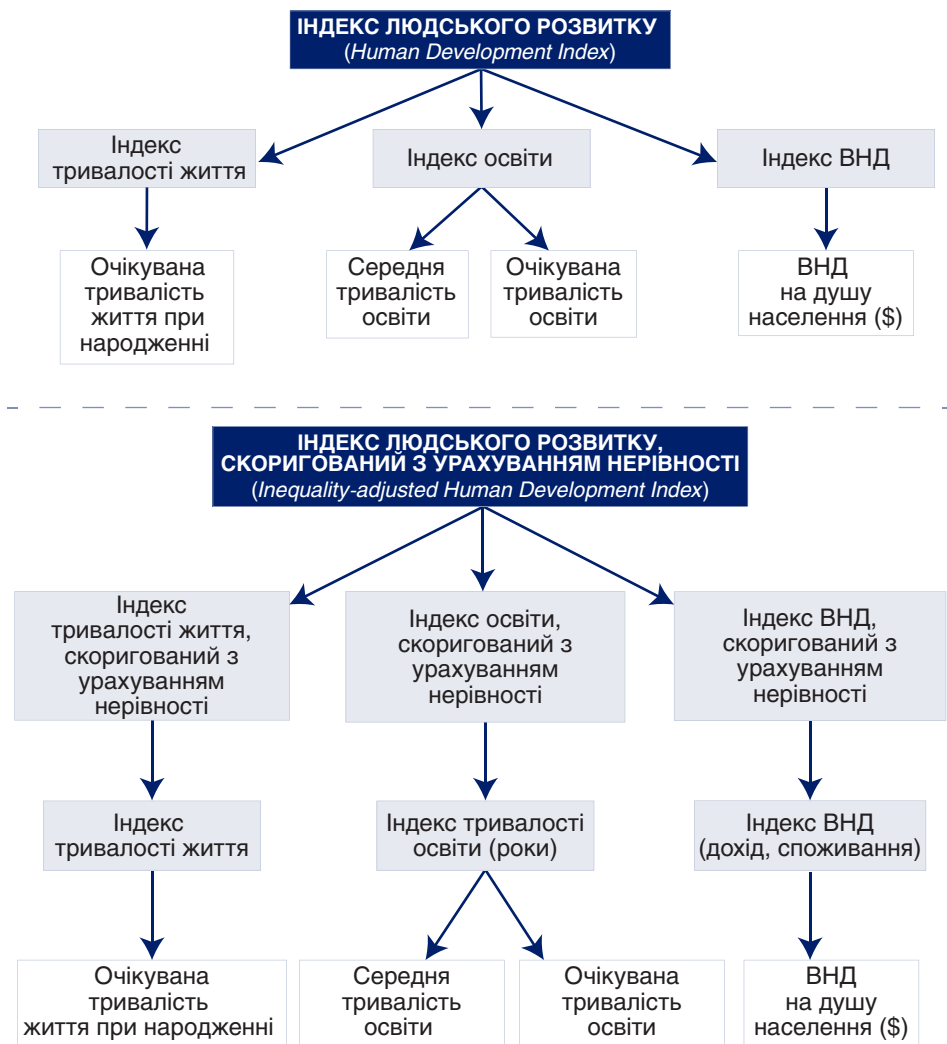 ІНДЕКС ЛЮДСЬКОГО РОЗВИТКУ
(Human Development Index)
Індекс
тривалості життя
Індекс освіти
Індекс ВНД
Очікувана
тривалість
життя при
народженні
Середня
тривалість
освіти
Очікувана
тривалість
освіти
ВНД
на душу
населення ($)
ІНДЕКС ЛЮДСЬКОГО РОЗВИТКУ,
СКОРИГОВАНИЙ З УРАХУВАННЯМ НЕРІВНОСТІ
(Inequality-adjusted Human Development Index)
Індекс
тривалості життя,
скоригований з
урахуванням
нерівності
Індекс освіти,
скоригований з
урахуванням
нерівності
Індекс ВНД,
скоригований з
урахуванням
нерівності
Індекс
тривалості життя
Індекс тривалості
освіти (роки)
Індекс ВНД
(дохід, споживання)
Очікувана
тривалість
життя при народженні
Середня
тривалість
освіти
Очікувана
тривалість
освіти
ВНД
на душу
населення ($)